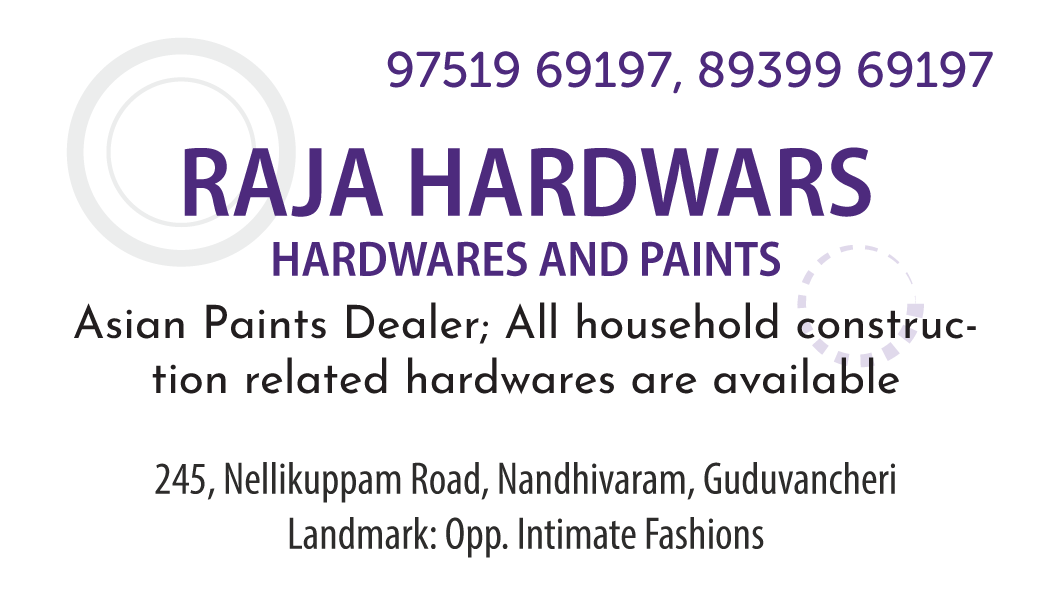 97519 69197, 89399 69197
RAJA HARDWARS
HARDWARES AND PAINTS
Asian Paints Dealer; All household construc-
tion related hardwares are available
245, Nellikuppam Road, Nandhivaram, Guduvancheri
Landmark: Opp. Intimate Fashions